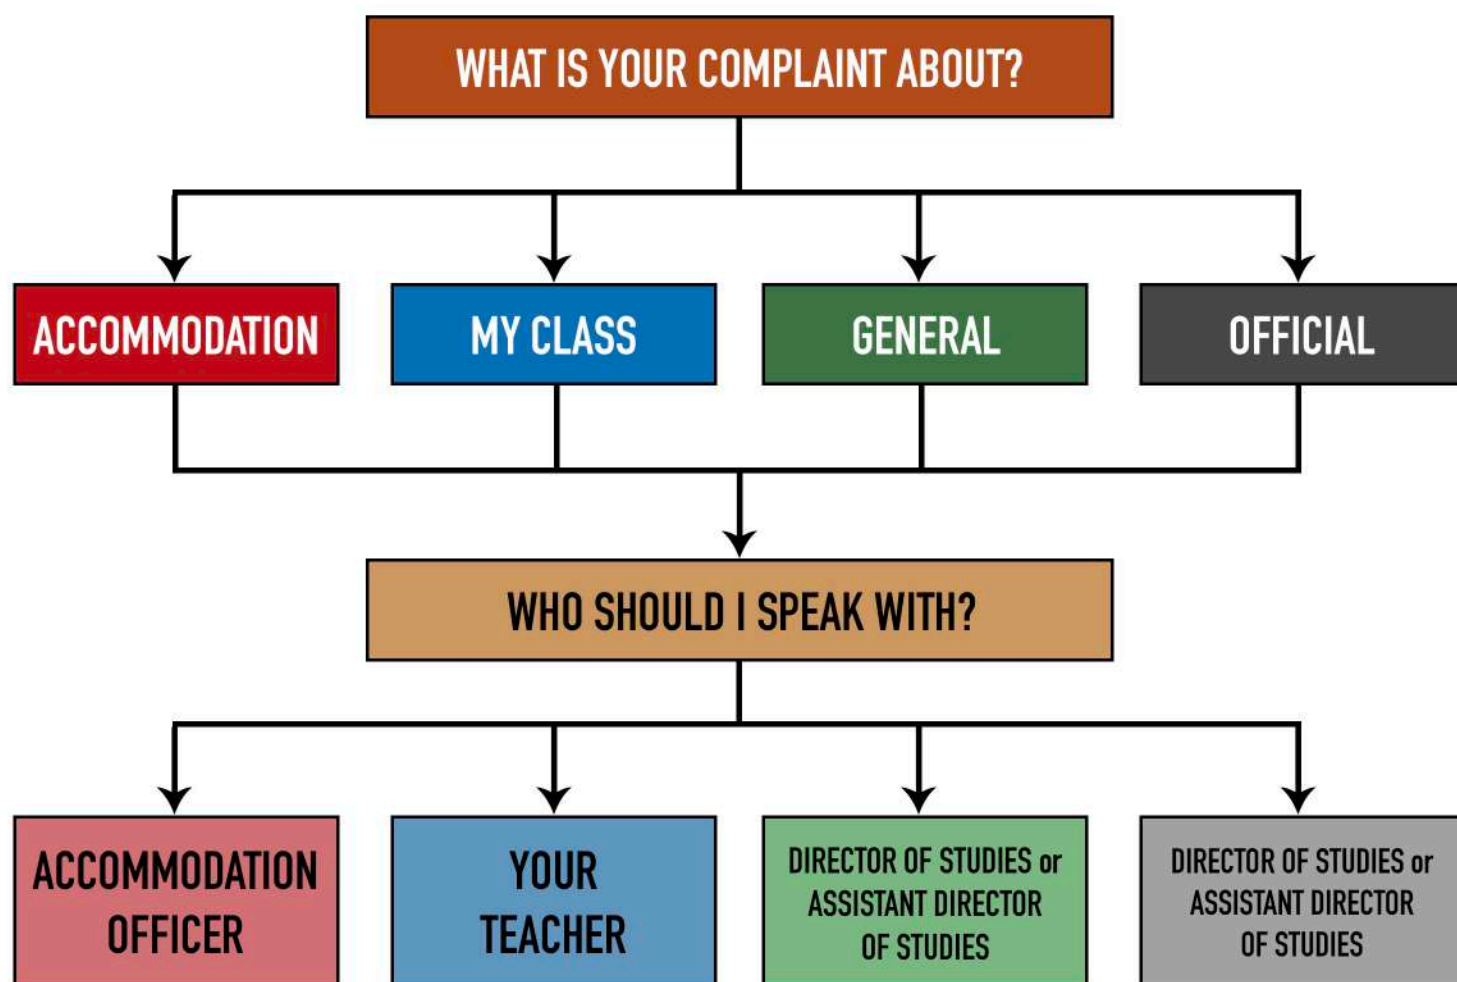 WHAT IS YOUR COMPLAINT ABOUT?
ACCOMMODATION
MY CLASS
GENERAL
OFFICIAL
WHO SHOULD I SPEAK WITH?
ACCOMMODATION
OFFICER
YOUR
TEACHER
DIRECTOR OF STUDIES or
ASSISTANT DIRECTOR
OF STUDIES
DIRECTOR OF STUDIES or
ASSISTANT DIRECTOR
OF STUDIES